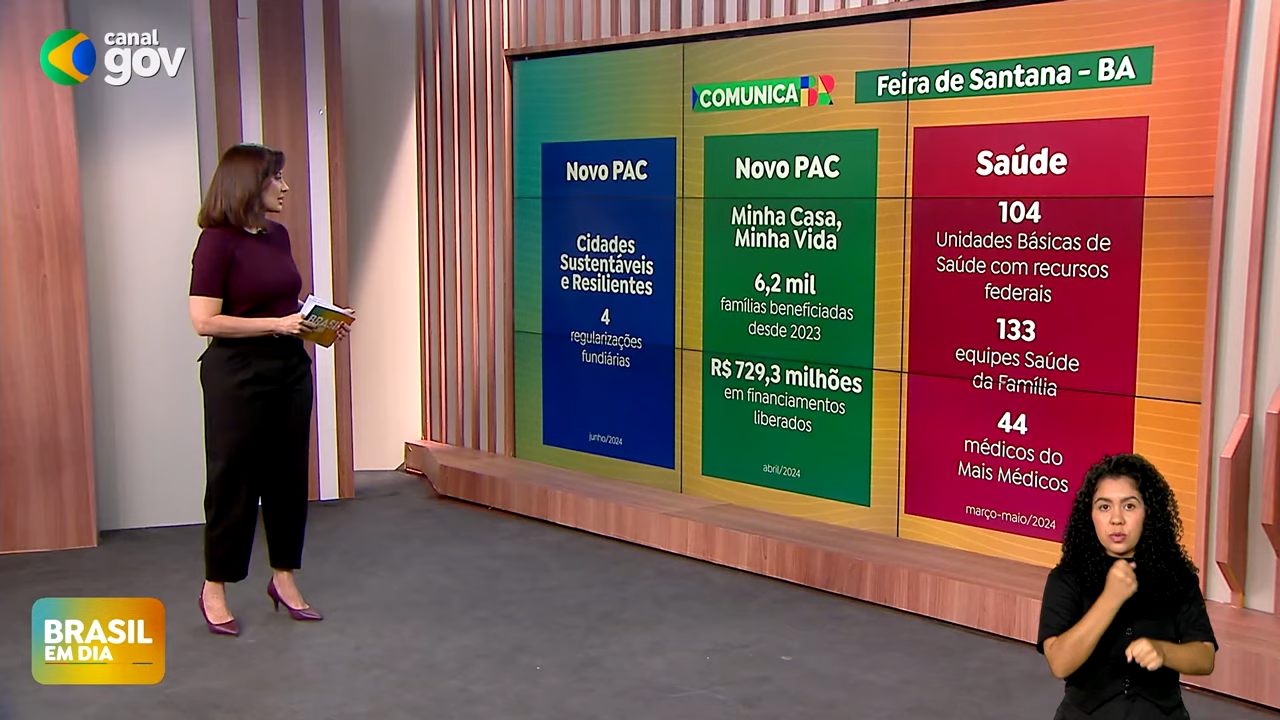 canal
gov
COMUNICABR
Feira de Santana - BA
Novo PAC
Cidades
Sustentáveis
e Resilientes
4
regularizações
fundiárias
junho/2024
Novo PAC
Minha Casa,
Minha Vida
6,2 mil
famílias beneficiadas
desde 2023
R$ 729,3 milhões
em financiamentos
liberados
abril/2024
Saúde
104
Unidades Básicas de
Saúde com recursos
federais
133
equipes Saúde
da Família
44
médicos do
Mais Médicos
março-maio/2024
BRASIL
BRASIL
EM DIA